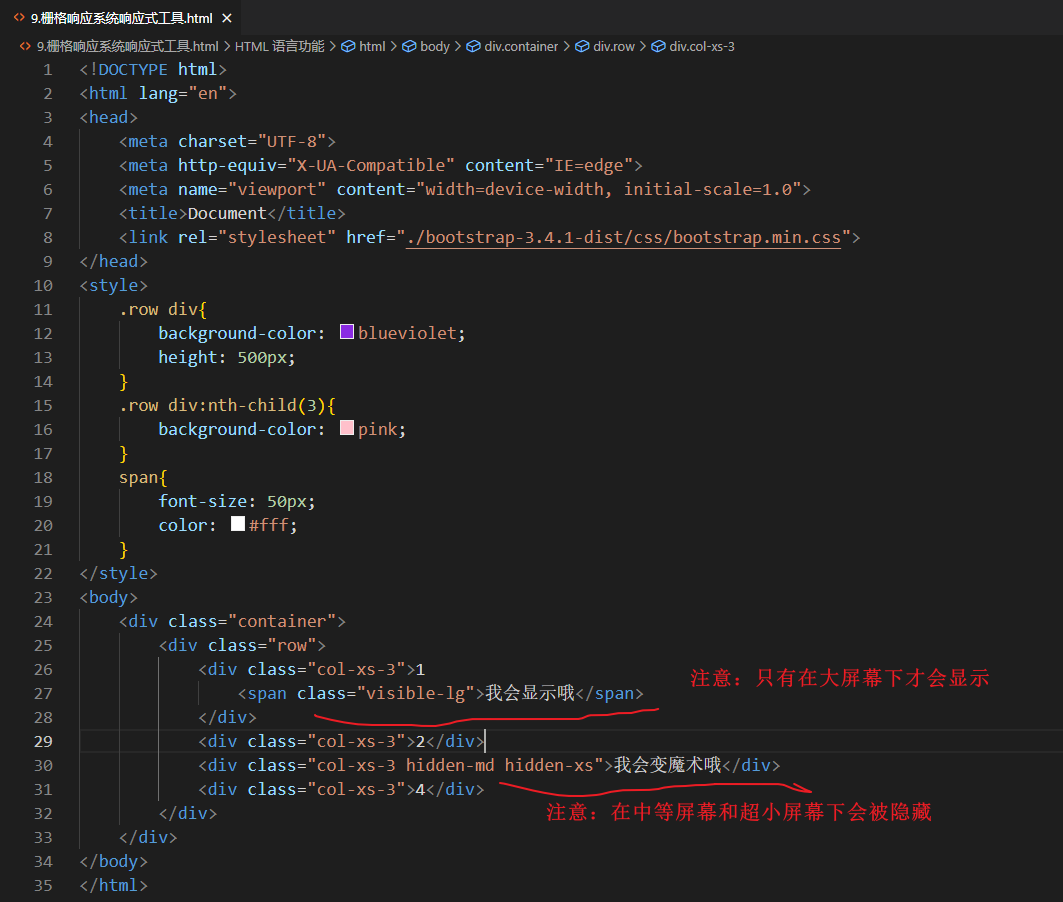 9.栅格响应系统响应式工具.html ×
9.栅格响应系统响应式工具.html > HTML 语言功能 > html > body > div.container > div.row > div.col-xs-3
1 <!DOCTYPE html>
2 <html lang="en">
3 <head>
4 <meta charset="UTF-8">
5 <meta http-equiv="X-UA-Compatible" content="IE=edge">
6 <meta name="viewport" content="width=device-width, initial-scale=1.0">
7 <title>Document</title>
8 <link rel="stylesheet" href="./bootstrap-3.4.1-dist/css/bootstrap.min.css">
9 </head>
10 <style>
11 .row div{
12 background-color: blueviolet;
13 height: 500px;
14 }
15 .row div:nth-child(3){
16 background-color: pink;
17 }
18 span{
19 font-size: 50px;
20 color: #fff;
21 }
22 </style>
23 <body>
24 <div class="container">
25 <div class="row">
26 <div class="col-xs-3">1
注意：只有在大屏幕下才会显示
27 <span class="visible-lg">我会显示哦</span>
28 </div>
29 <div class="col-xs-3">2</div>
30 <div class="col-xs-3 hidden-md hidden-xs">我会变魔术哦</div>
31 <div class="col-xs-3">4</div>
注意：在中等屏幕和超小屏幕下会被隐藏
32 </div>
33 </div>
34 </body>
35 </html>